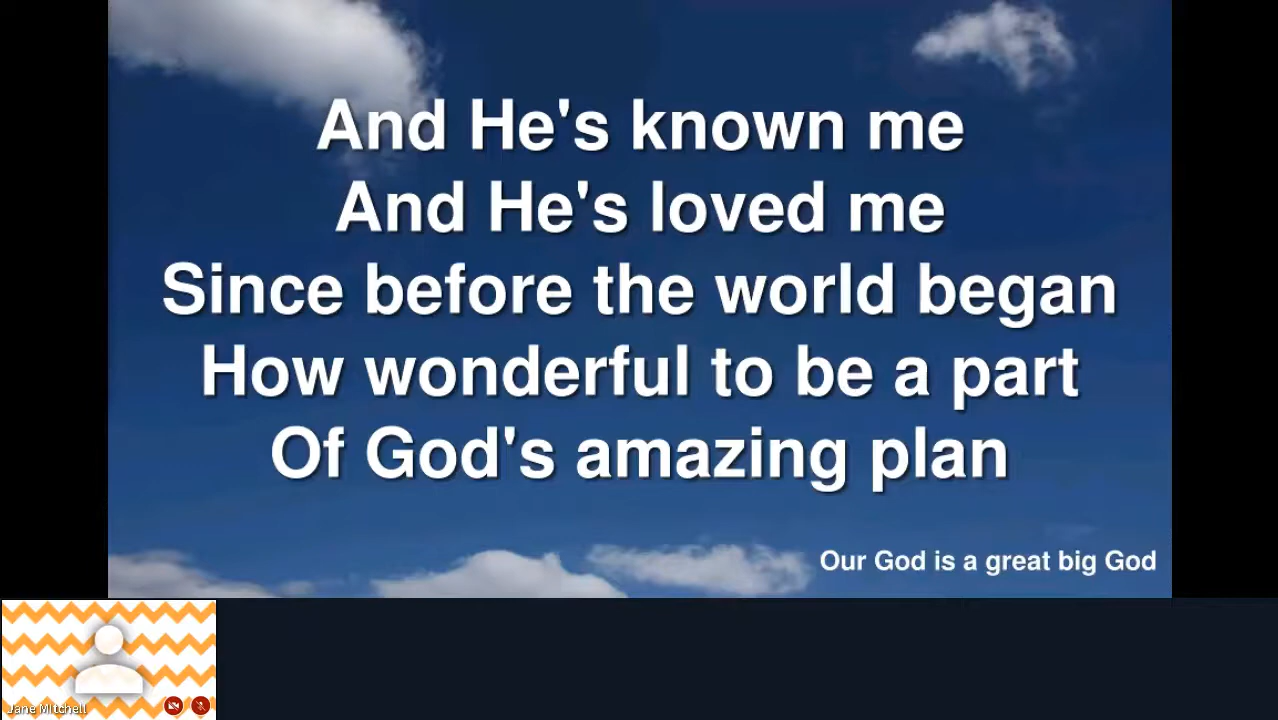 And He's known me
And He's loved me
Since before the world began
How wonderful to be a part
Of God's amazing plan
Our God is a great big God
Jane Mitchell